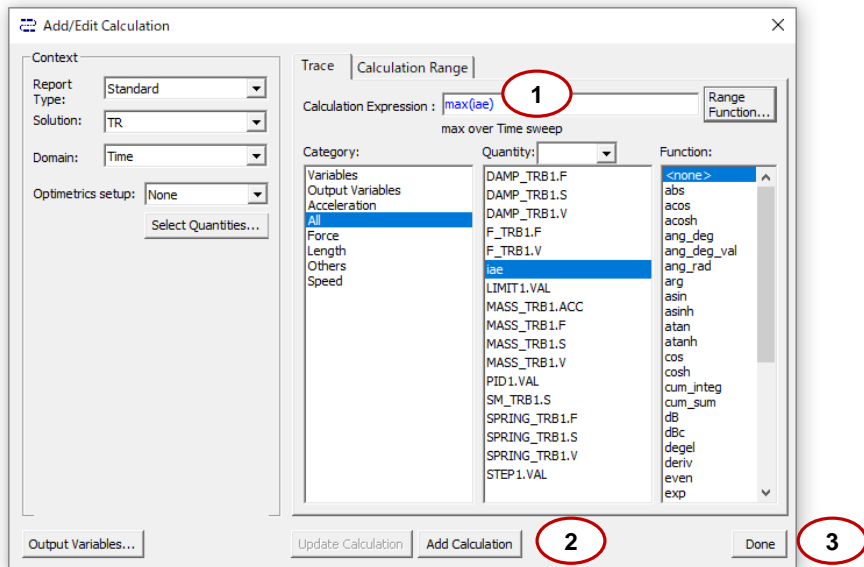 Add/Edit Calculation
Context
Report Type:
Standard
Solution:
TR
Domain:
Time
Optimetrics setup:
None
Select Quantities...
Trace
Calculation Range
Calculation Expression :
max(iae)
1
Range Function...
max over Time sweep
Category:
Variables
Output Variables
Acceleration
All
Force
Length
Others
Speed
Quantity:
DAMP_TRB1.F
DAMP_TRB1.S
DAMP_TRB1.V
F_TRB1.F
F_TRB1.V
iae
LIMIT1.VAL
MASS_TRB1.ACC
MASS_TRB1.F
MASS_TRB1.S
MASS_TRB1.V
PID1.VAL
SM_TRB1.S
SPRING_TRB1.F
SPRING_TRB1.S
SPRING_TRB1.V
STEP1.VAL
Function:
<none>
abs
acos
acosh
ang_deg
ang_deg_val
ang_rad
arg
asin
asinh
atan
atanh
cos
cosh
cum_integ
cum_sum
dB
dBc
degel
deriv
even
exp
Output Variables...
Update Calculation
Add Calculation
2
Done
3